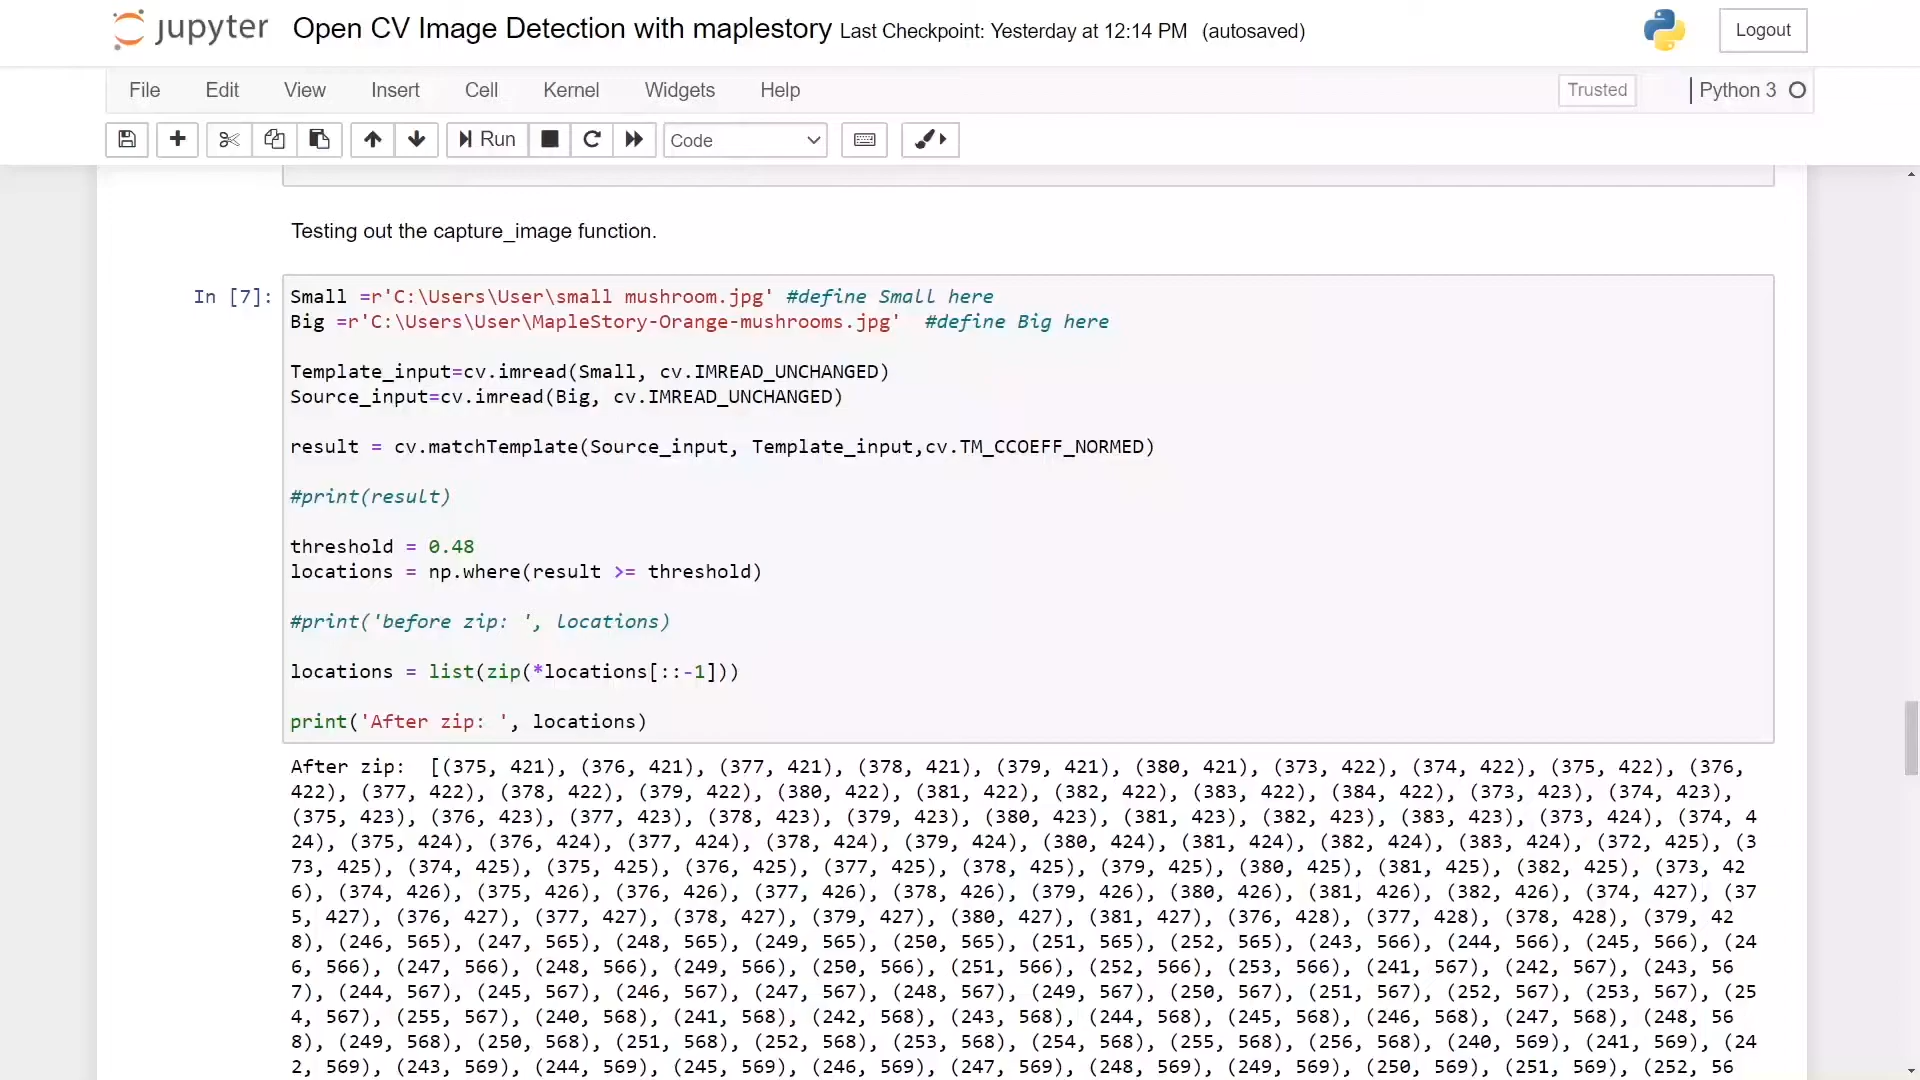 jupyter Open CV Image Detection with maplestory Last Checkpoint: Yesterday at 12:14 PM (autosaved) Logout
File Edit View Insert Cell Kernel Widgets Help Trusted Python 3
Run Code
Testing out the capture_image function.
In [7]: Small =r'C:\Users\User\small mushroom.jpg' #define Small here
Big =r'C:\Users\User\MapleStory-Orange-mushrooms.jpg'  #define Big here
Template_input=cv.imread(Small, cv.IMREAD_UNCHANGED)
Source_input=cv.imread(Big, cv.IMREAD_UNCHANGED)
result = cv.matchTemplate(Source_input, Template_input,cv.TM_CCOEFF_NORMED)
#print(result)
threshold = 0.48
locations = np.where(result >= threshold)
#print('before zip: ', locations)
locations = list(zip(*locations[::-1]))
print('After zip: ', locations)
After zip:  [(375, 421), (376, 421), (377, 421), (378, 421), (379, 421), (380, 421), (373, 422), (374, 422), (375, 422), (376,
422), (377, 422), (378, 422), (379, 422), (380, 422), (381, 422), (382, 422), (383, 422), (384, 422), (373, 423), (374, 423),
(375, 423), (376, 423), (377, 423), (378, 423), (379, 423), (380, 423), (381, 423), (382, 423), (383, 423), (373, 424), (374, 4
24), (375, 424), (376, 424), (377, 424), (378, 424), (379, 424), (380, 424), (381, 424), (382, 424), (383, 424), (372, 425), (3
73, 425), (374, 425), (375, 425), (376, 425), (377, 425), (378, 425), (379, 425), (380, 425), (381, 425), (382, 425), (373, 42
6), (374, 426), (375, 426), (376, 426), (377, 426), (378, 426), (379, 426), (380, 426), (381, 426), (382, 426), (374, 427), (37
5, 427), (376, 427), (377, 427), (378, 427), (379, 427), (380, 427), (381, 427), (376, 428), (377, 428), (378, 428), (379, 42
8), (246, 565), (247, 565), (248, 565), (249, 565), (250, 565), (251, 565), (252, 565), (243, 566), (244, 566), (245, 566), (24
6, 566), (247, 566), (248, 566), (249, 566), (250, 566), (251, 566), (252, 566), (253, 566), (241, 567), (242, 567), (243, 56
7), (244, 567), (245, 567), (246, 567), (247, 567), (248, 567), (249, 567), (250, 567), (251, 567), (252, 567), (253, 567), (25
4, 567), (255, 567), (240, 568), (241, 568), (242, 568), (243, 568), (244, 568), (245, 568), (246, 568), (247, 568), (248, 56
8), (249, 568), (250, 568), (251, 568), (252, 568), (253, 568), (254, 568), (255, 568), (256, 568), (240, 569), (241, 569), (24
2, 569), (243, 569), (244, 569), (245, 569), (246, 569), (247, 569), (248, 569), (249, 569), (250, 569), (251, 569), (252, 56